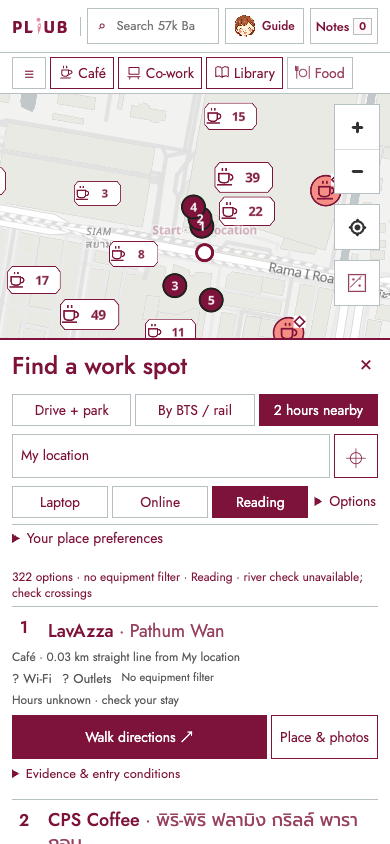 PLUUB
Search 57k Ba
Guide
Notes 0
Café
Co-work
Library
Food
15
39
3
4
2
1
22
SIAM
สยาม
Start
location
8
17
3
5
Rama I Roa
49
11
Find a work spot
Drive + park
By BTS / rail
2 hours nearby
My location
Laptop
Online
Reading
Options
Your place preferences
322 options · no equipment filter · Reading · river check unavailable;
check crossings
1 LavAzza · Pathum Wan
Café · 0.03 km straight line from My location
? Wi-Fi ? Outlets No equipment filter
Hours unknown · check your stay
Walk directions ↗
Place & photos
Evidence & entry conditions
2 CPS Coffee · พิริ-พิริ ฟลามิง กริลล์ พารา